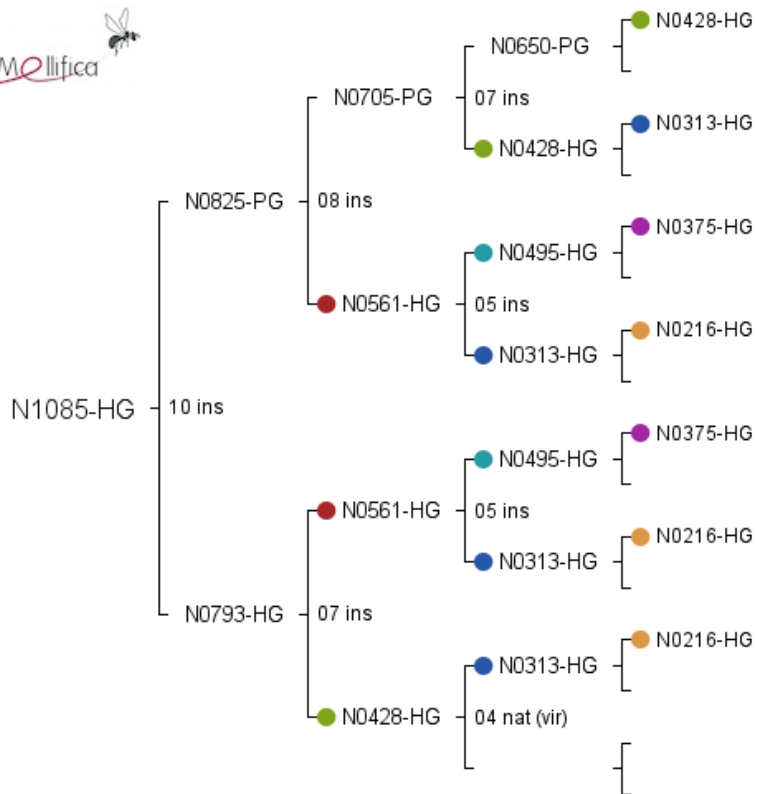 N0428-HG
N0650-PG
Mellifica
N0705-PG
07 ins
N0313-HG
N0428-HG
N0825-PG
08 ins
N0375-HG
N0495-HG
N0561-HG
05 ins
N0216-HG
N0313-HG
N1085-HG
10 ins
N0375-HG
N0495-HG
N0561-HG
05 ins
N0216-HG
N0313-HG
N0793-HG
07 ins
N0216-HG
N0313-HG
N0428-HG
04 nat (vir)